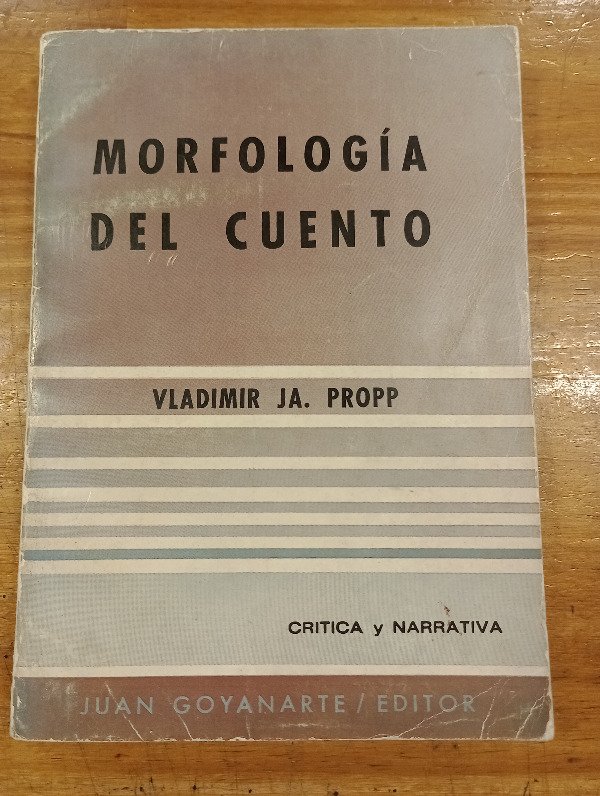 MORFOLOGÍA
DEL CUENTO
VLADIMIR JA. PROPP
CRITICA y NARRATIVA
JUAN GOYANARTE / EDITOR